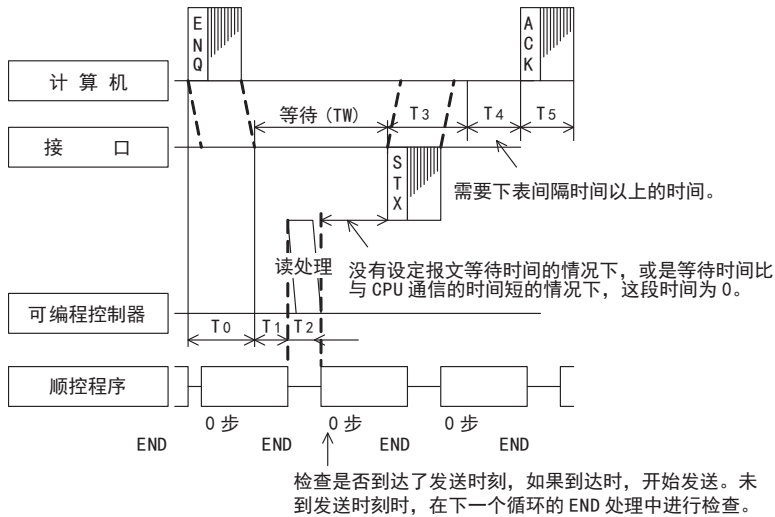 ENQ
ACK
计 算 机
等待 (TW)
T3
T4
T5
接 口
STX
需要下表间隔时间以上的时间。
读处理
没有设定报文等待时间的情况下，或是等待时间比
与 CPU 通信的时间短的情况下，这段时间为 0。
可编程控制器
T0
T1
T2
顺控程序
0 步
0 步
0 步
END
END
END
END
检查是否到达了发送时刻，如果到达时，开始发送。未
到发送时刻时，在下一个循环的 END 处理中进行检查。